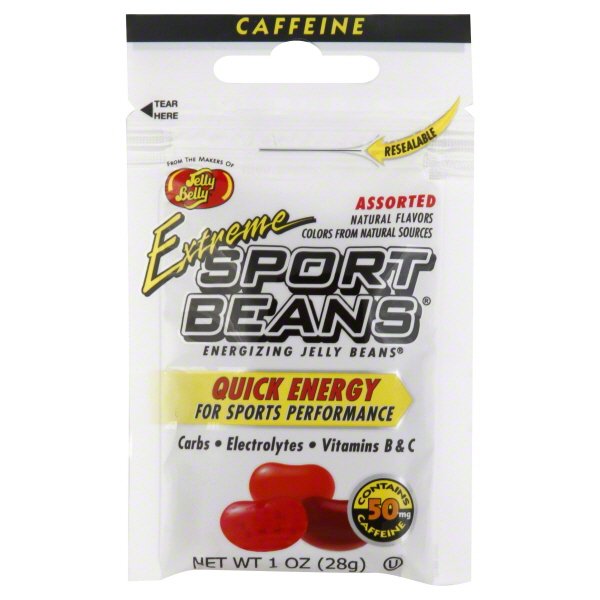 CAFFEINE
TEAR
HERE
RESEALABLE
FROM THE MAKERS OF
Jelly
Belly
ASSORTED
NATURAL FLAVORS
COLORS FROM NATURAL SOURCES
Extreme
SPORT
BEANS®
ENERGIZING JELLY BEANS®
QUICK ENERGY
FOR SPORTS PERFORMANCE
Carbs • Electrolytes • Vitamins B & C
CONTAINS
50mg
CAFFEINE
NET WT 1 OZ (28g)
U